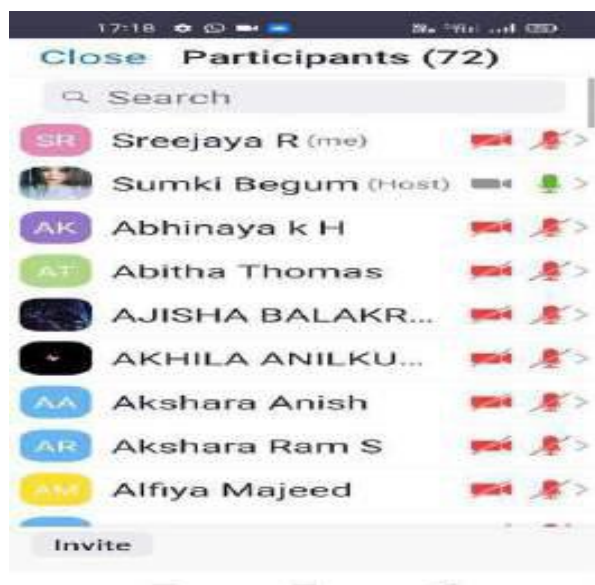 17:18
Close Participants (72)
Search
SR Sreejaya R (me)
Sumki Begum (Host)
AK Abhinaya k H
AT Abitha Thomas
AJISHA BALAKR...
AKHILA ANILKU...
AA Akshara Anish
AR Akshara Ram S
AM Alfiya Majeed
Invite